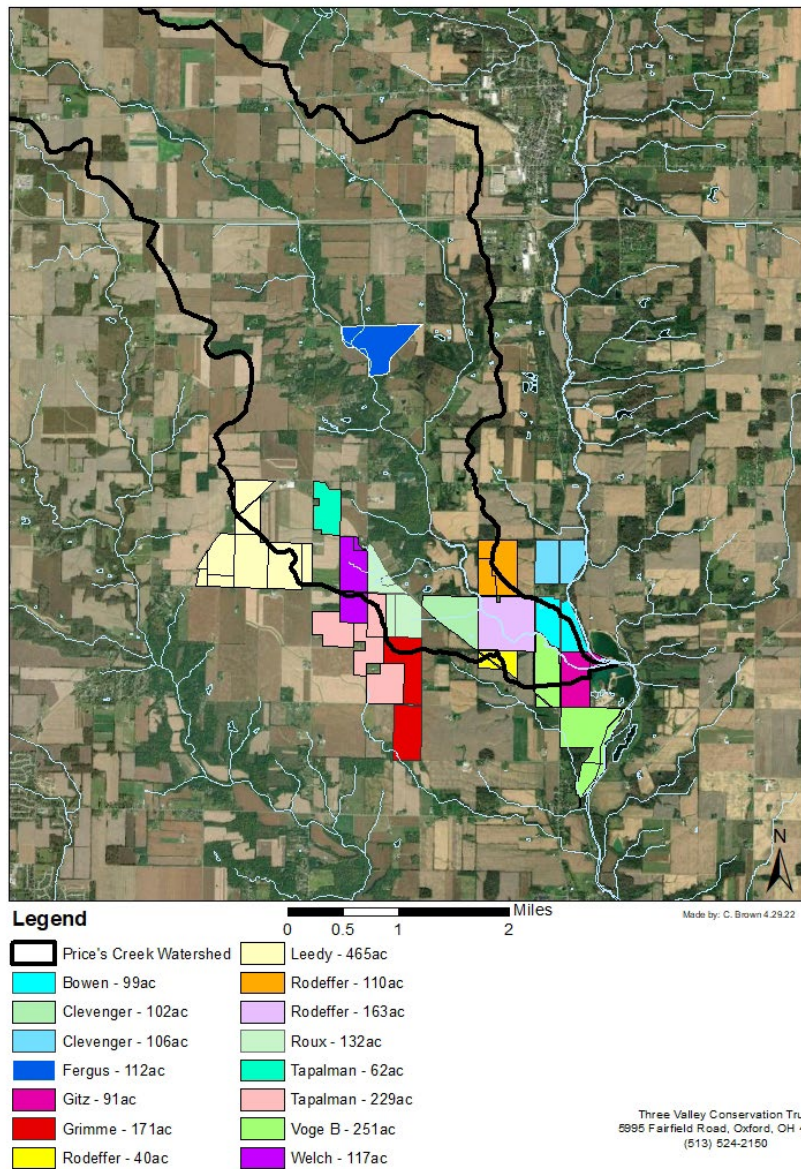 Legend
0 0.5 1 2 Miles
Made by: C. Brown 4.29.22
N
Price's Creek Watershed
Bowen - 99ac
Clevenger - 102ac
Clevenger - 106ac
Fergus - 112ac
Gitz - 91ac
Grimme - 171ac
Rodeffer - 40ac
Leedy - 465ac
Rodeffer - 110ac
Rodeffer - 163ac
Roux - 132ac
Tapalman - 62ac
Tapalman - 229ac
Voge B - 251ac
Welch - 117ac
Three Valley Conservation Tru
5995 Fairfield Road, Oxford, OH
(513) 524-2150